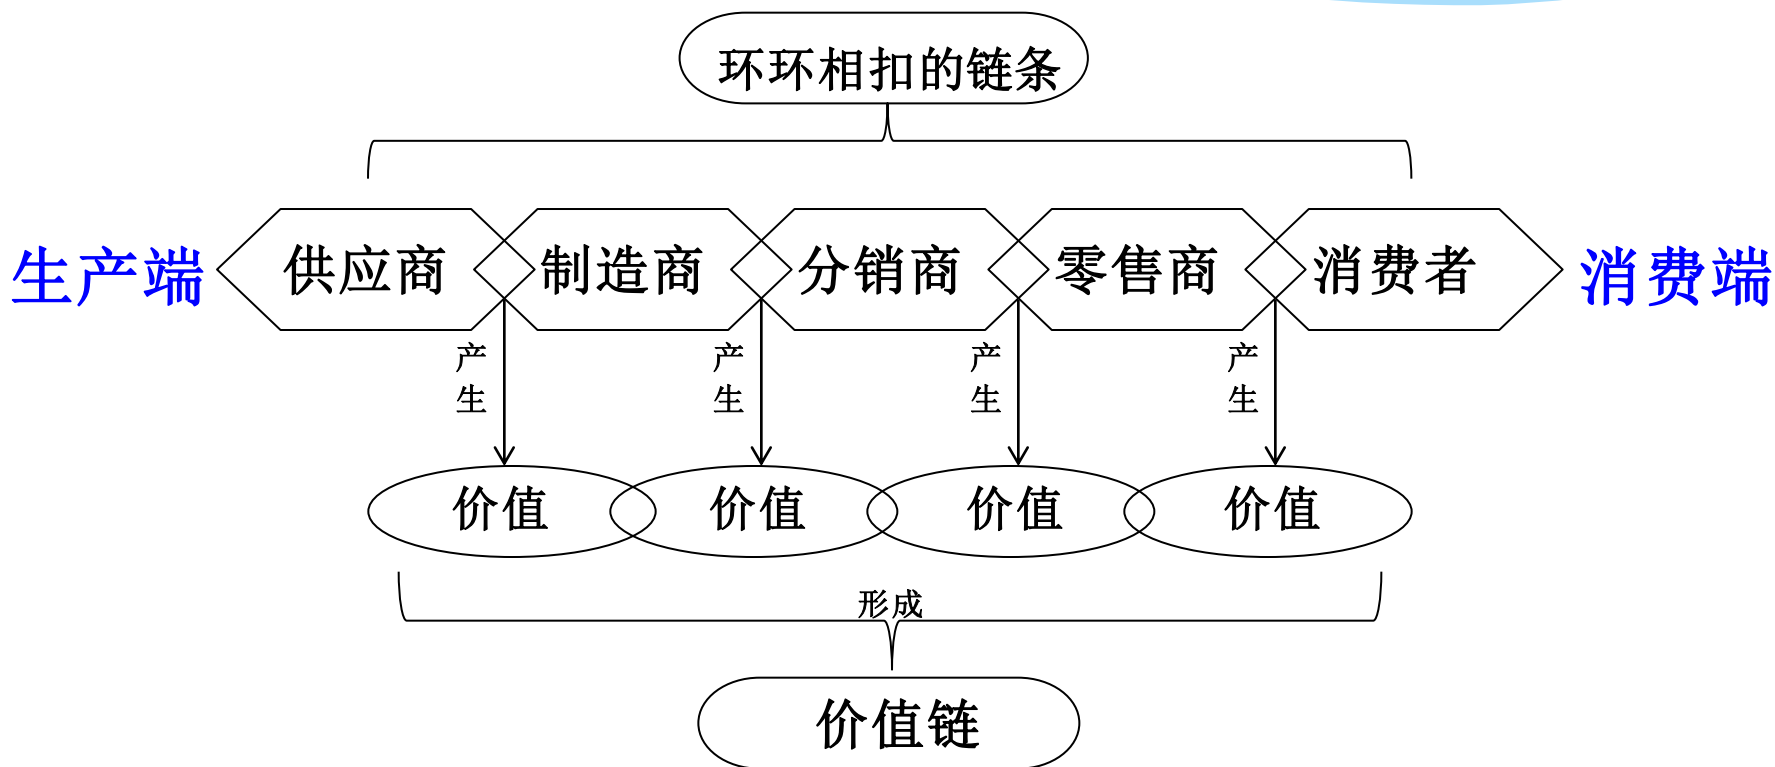 环环相扣的链条
生产端
供应商
制造商
分销商
零售商
消费者
消费端
产生
产生
产生
产生
价值
价值
价值
价值
形成
价值链